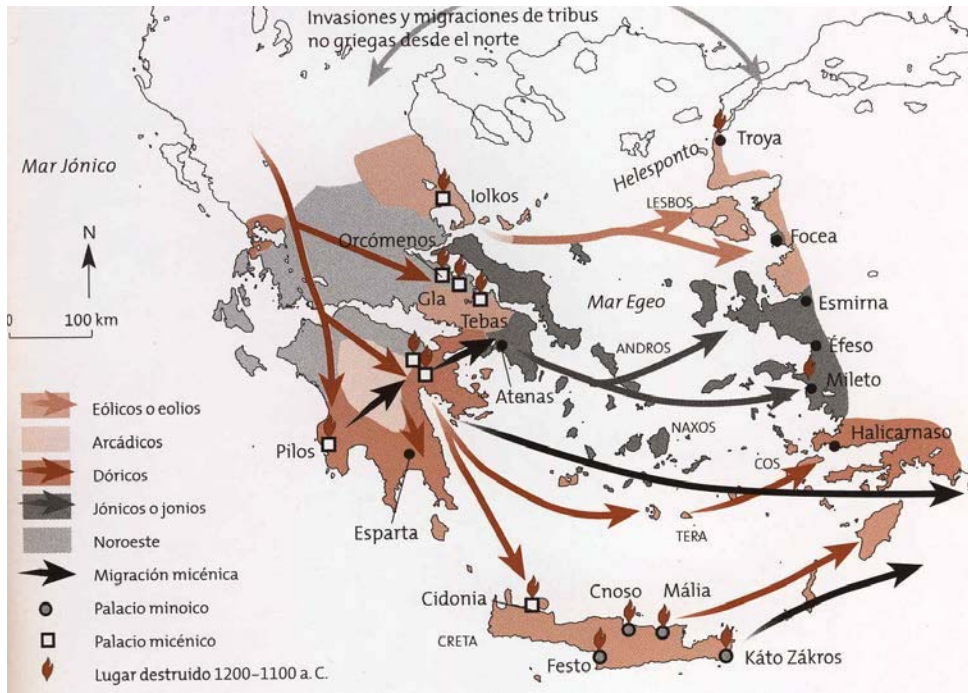 Invasiones y migraciones de tribus
no griegas desde el norte
Mar Jónico
Troya
Helesponto
Iolkos
LESBOS
N
Orcómenos
Focea
Gla
Mar Egeo
Tebas
Esmirna
0 100 km
ANDROS
Éfeso
Atenas
Mileto
Eólicos o eolios
Arcádicos
NAXOS
Halicarnaso
Pilos
COS
Dóricos
Jónicos o jonios
Esparta
TERA
Noroeste
Migración micénica
Cidonia
Cnoso
Mália
Palacio minoico
CRETA
Palacio micénico
Festo
Káto Zákros
Lugar destruido 1200–1100 a. C.